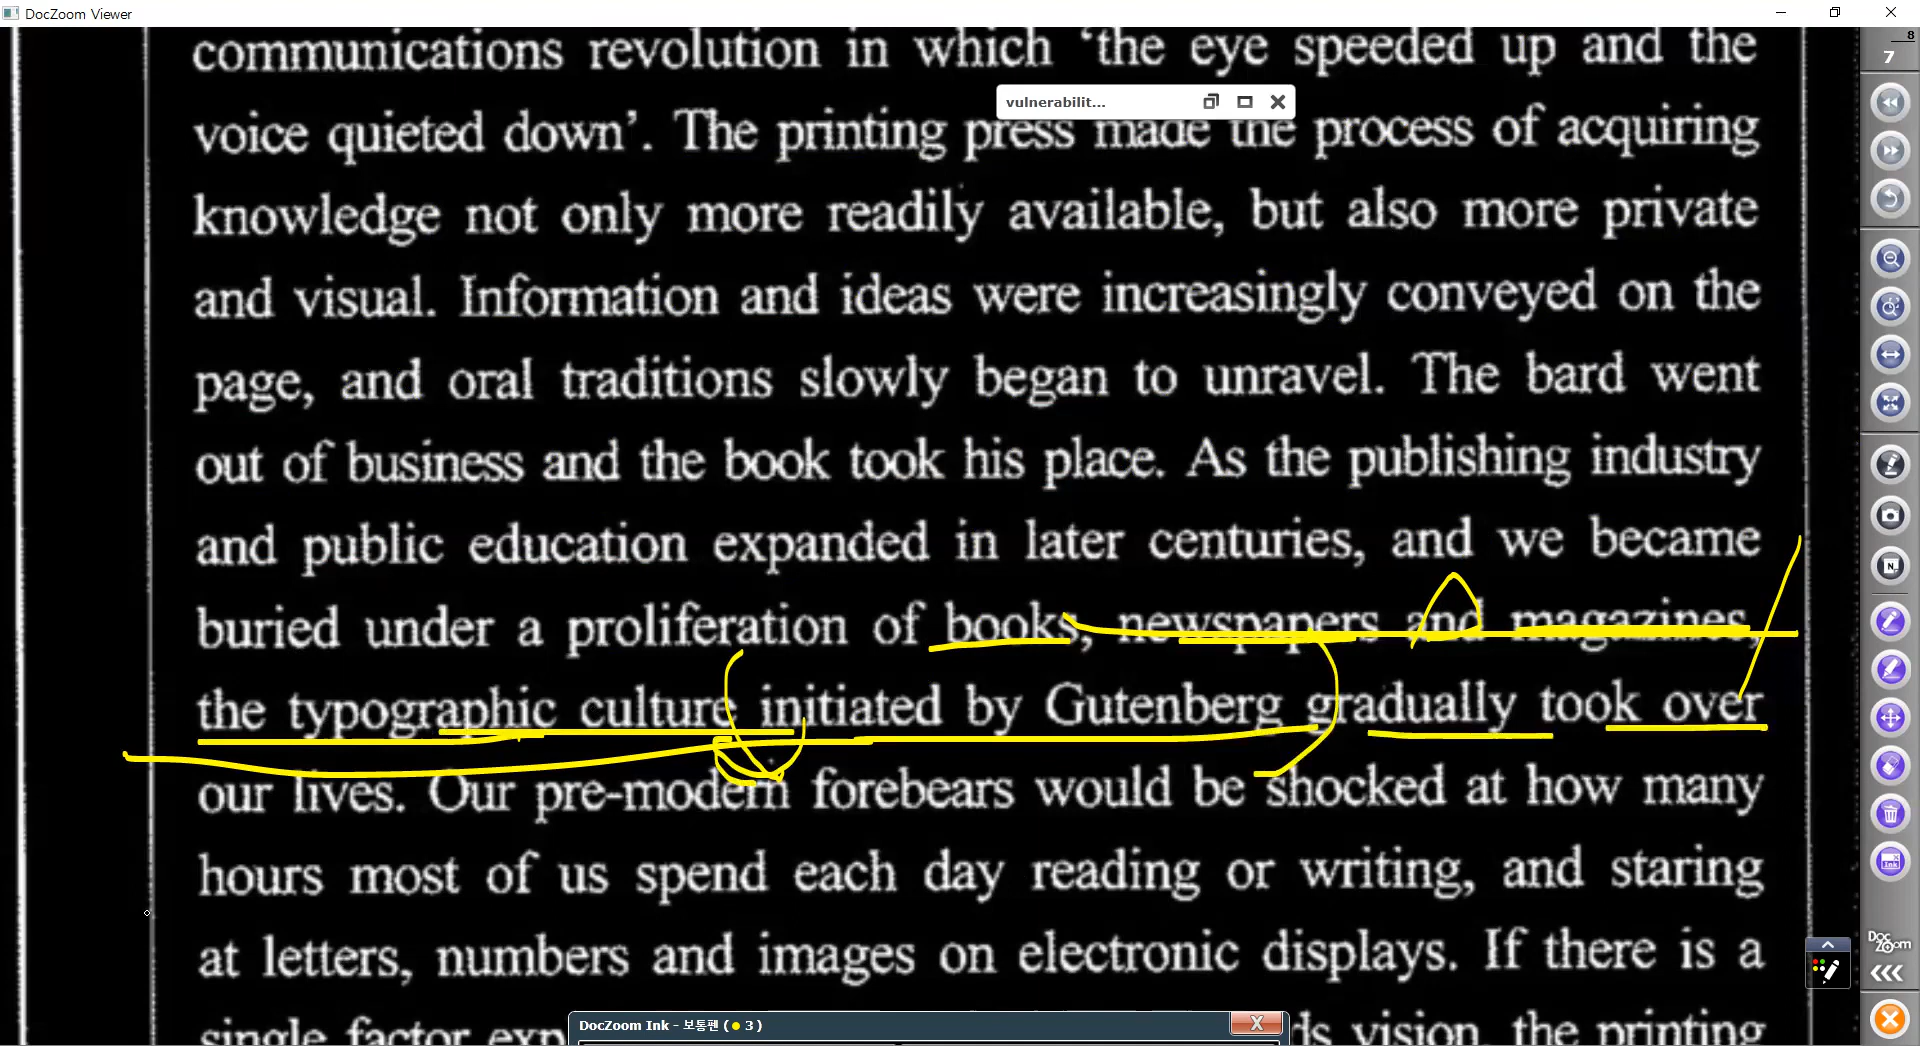 DocZoom Viewer
8
7
communications revolution in which ‘the eye speeded up and the
vulnerabilit...
voice quieted down’. The printing press made the process of acquiring
knowledge not only more readily available, but also more private
and visual. Information and ideas were increasingly conveyed on the
page, and oral traditions slowly began to unravel. The bard went
out of business and the book took his place. As the publishing industry
and public education expanded in later centuries, and we became
buried under a proliferation of books, newspapers and magazines,
the typographic culture initiated by Gutenberg gradually took over
our lives. Our pre-modern forebears would be shocked at how many
hours most of us spend each day reading or writing, and staring
at letters, numbers and images on electronic displays. If there is a
single factor vision, the printing
DocZoom Ink - 보통펜 ( 3 )
Doc Zoom